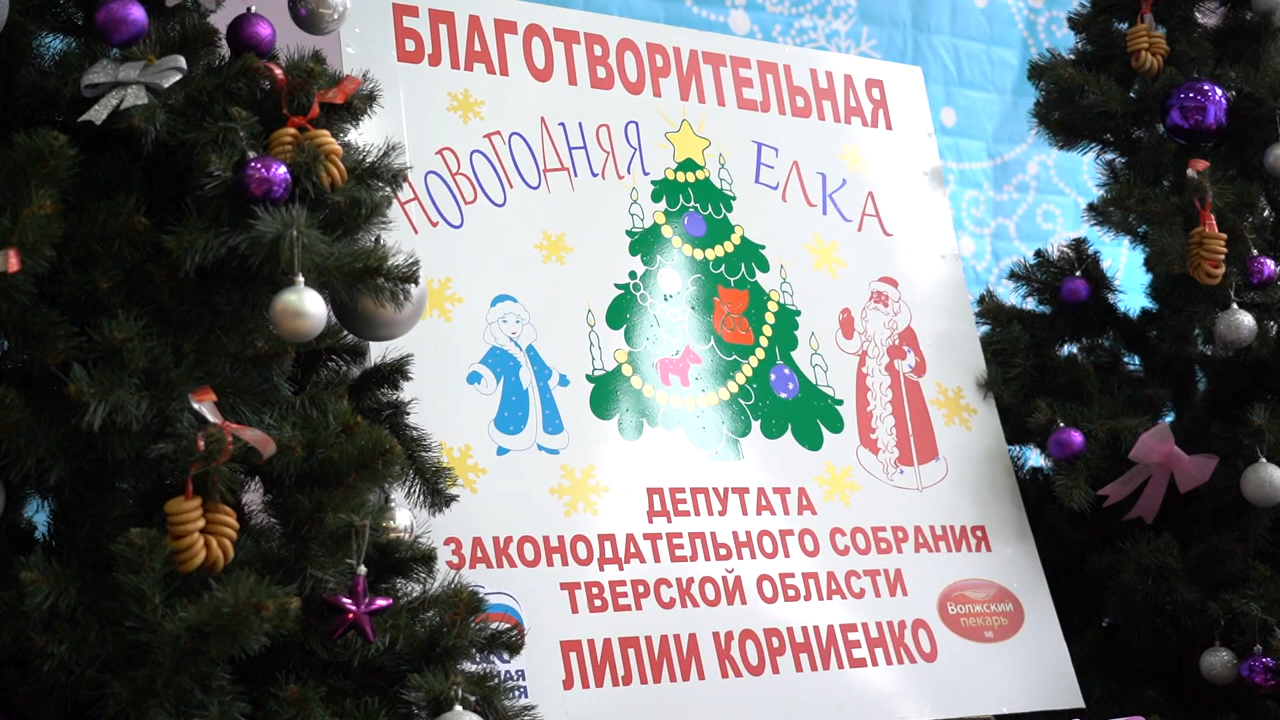 БЛАГОТВОРИТЕЛЬНАЯ
НОВОГОДНЯЯ ЕЛКА
ДЕПУТАТА
ЗАКОНОДАТЕЛЬНОГО СОБРАНИЯ
ТВЕРСКОЙ ОБЛАСТИ
ЛИЛИИ КОРНИЕНКО
Волжский
пекарь